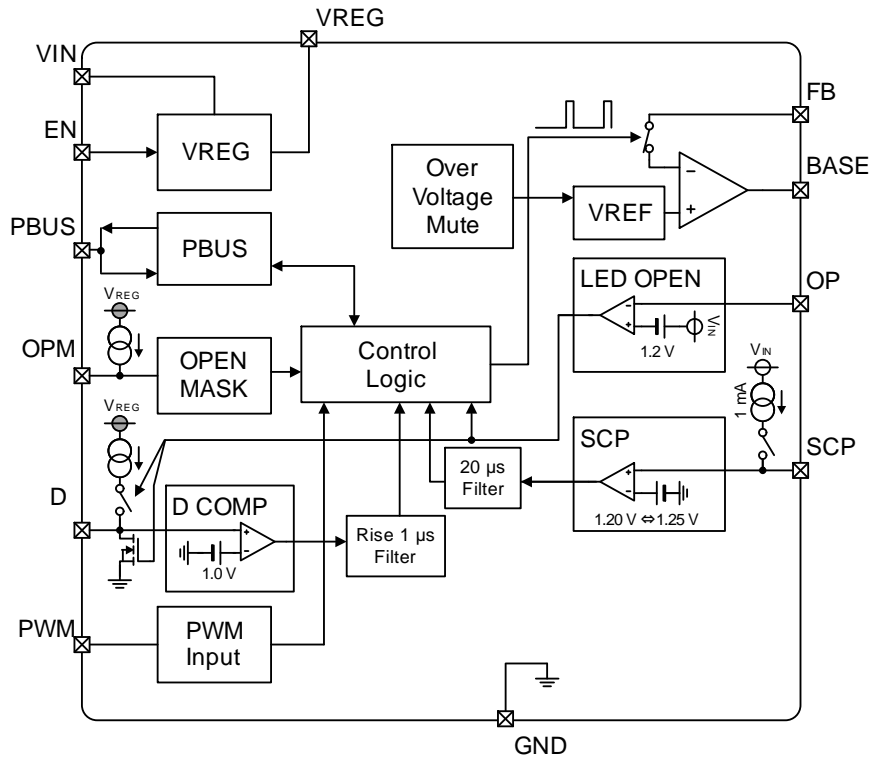 VREG
VIN
FB
EN
VREG
Over
Voltage
Mute
BASE
VREF
PBUS
PBUS
LED OPEN
OP
VREG
VIN
1.2 V
OPM
OPEN
MASK
Control
Logic
VIN
1 mA
VREG
SCP
SCP
20 µs
Filter
D
D COMP
1.20 V ⇔ 1.25 V
Rise 1 µs
Filter
1.0 V
PWM
PWM
Input
GND